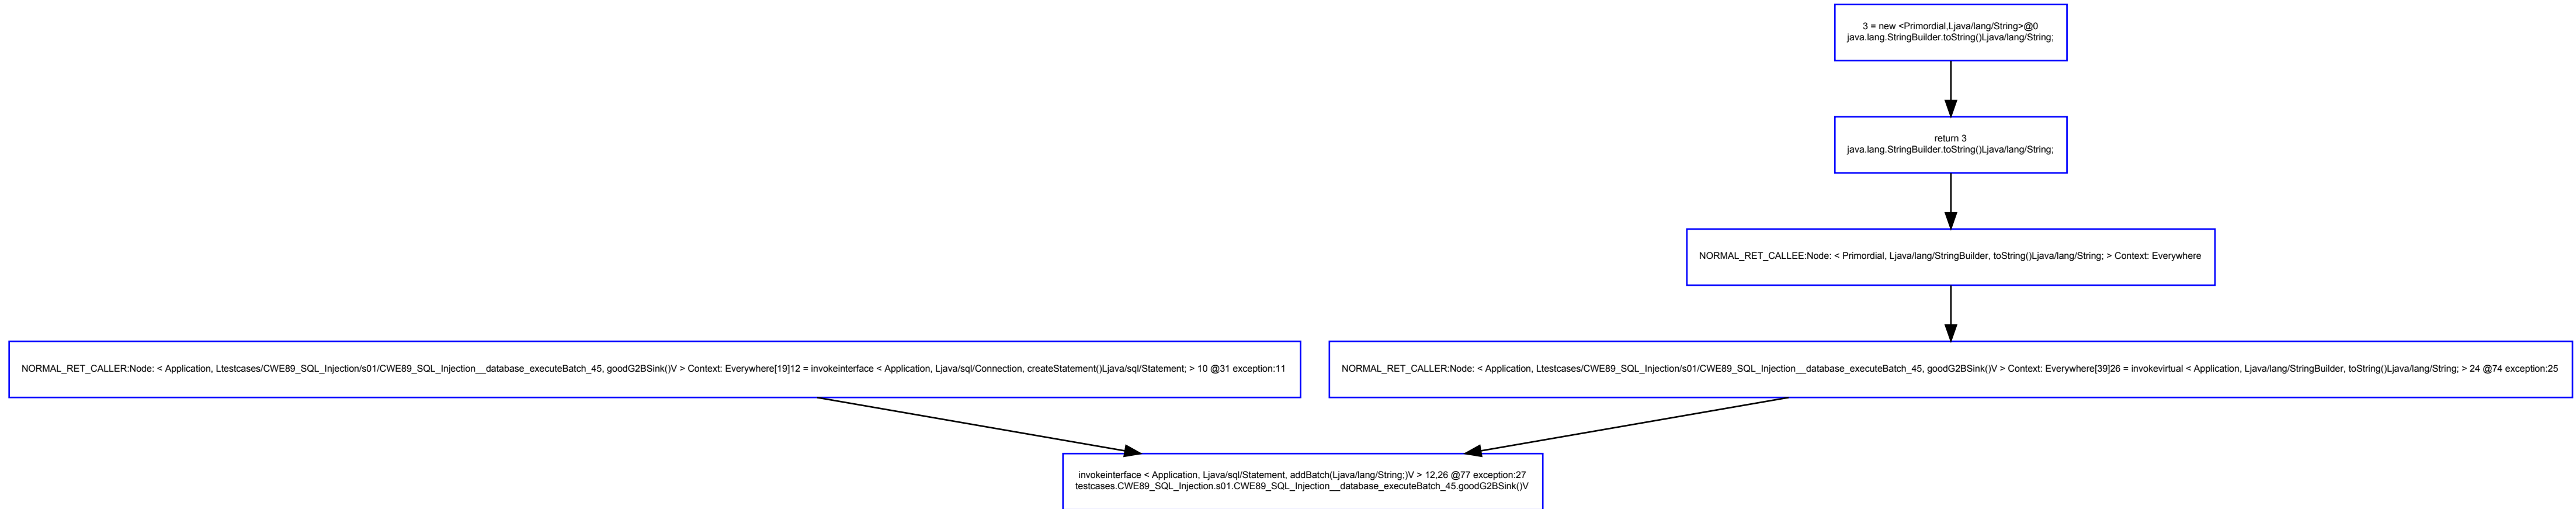 3 = new <Primordial,Ljava/lang/String>@0
java.lang.StringBuilder.toString()Ljava/lang/String;
return 3
java.lang.StringBuilder.toString()Ljava/lang/String;
NORMAL_RET_CALLEE:Node: < Primordial, Ljava/lang/StringBuilder, toString()Ljava/lang/String; > Context: Everywhere
NORMAL_RET_CALLER:Node: < Application, Ltestcases/CWE89_SQL_Injection/s01/CWE89_SQL_Injection__database_executeBatch_45, goodG2BSink()V > Context: Everywhere[19]12 = invokeinterface < Application, Ljava/sql/Connection, createStatement()Ljava/sql/Statement; > 10 @31 exception:11
NORMAL_RET_CALLER:Node: < Application, Ltestcases/CWE89_SQL_Injection/s01/CWE89_SQL_Injection__database_executeBatch_45, goodG2BSink()V > Context: Everywhere[39]26 = invokevirtual < Application, Ljava/lang/StringBuilder, toString()Ljava/lang/String; > 24 @74 exception:25
invokeinterface < Application, Ljava/sql/Statement, addBatch(Ljava/lang/String;)V > 12,26 @77 exception:27
testcases.CWE89_SQL_Injection.s01.CWE89_SQL_Injection__database_executeBatch_45.goodG2BSink()V